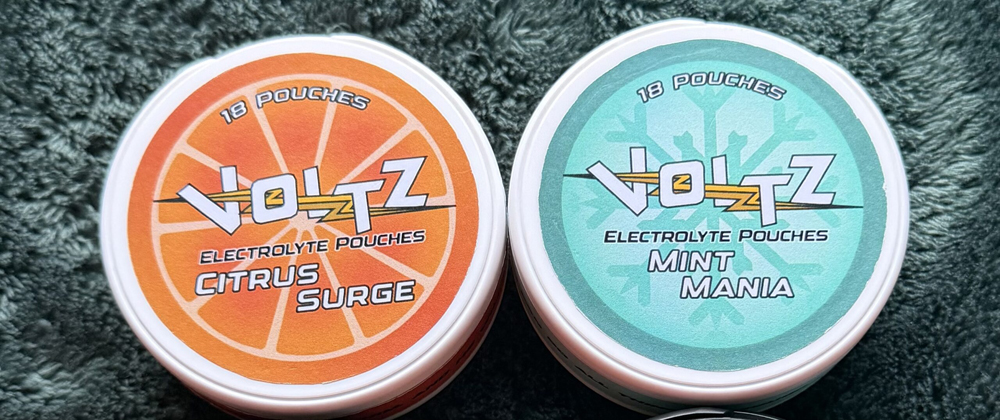 18 POUCHES
VOLTZ
ELECTROLYTE POUCHES
CITRUS
SURGE
18 POUCHES
VOLTZ
ELECTROLYTE POUCHES
MINT
MANIA